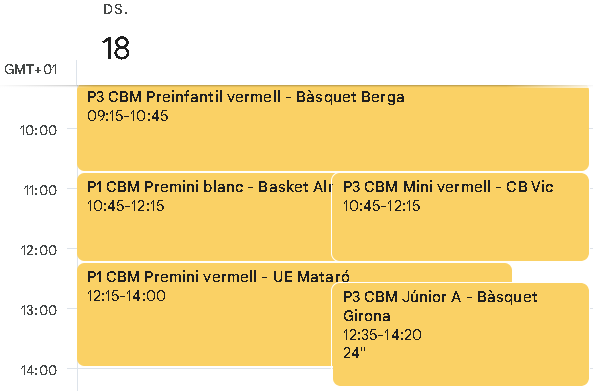 DS.
18
GMT+01
P3 CBM Preinfantil vermell - Bàsquet Berga
09:15–10:45
10:00
P1 CBM Premini blanc - Basket
10:45–12:15
P3 CBM Mini vermell - CB Vic
10:45–12:15
11:00
12:00
P1 CBM Premini vermell - UE Mataró
12:15–14:00
P3 CBM Júnior A - Bàsquet
Girona
12:35–14:20
24"
13:00
14:00